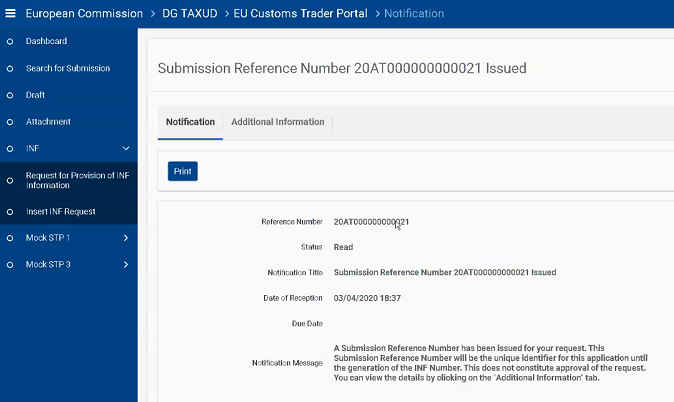 European Commission > DG TAXUD > EU Customs Trader Portal > Notification
Dashboard
Search for Submission
Draft
Attachment
INF
Request for Provision of INF
Information
Insert INF Request
Mock STP 1
Mock STP 3
Submission Reference Number 20AT000000000021 Issued
Notification
Additional Information
Print
Reference Number 20AT000000000021
Status Read
Notification Title Submission Reference Number 20AT000000000021 Issued
Date of Reception 03/04/2020 18:37
Due Date
Notification Message
A Submission Reference Number has been issued for your request. This
Submission Reference Number will be the unique identifier for this application until
the generation of the INF Number. This does not constitute approval of the request.
You can view the details by clicking on the "Additional Information" tab.